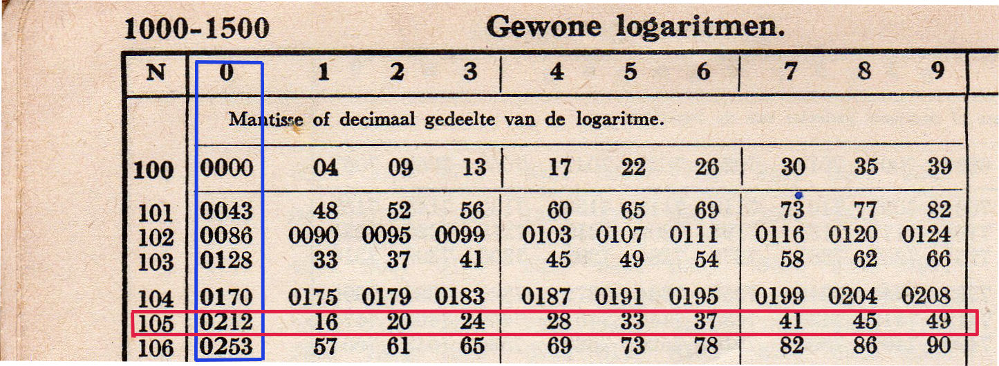 1000-1500 Gewone logaritmen.
N 0 1 2 3 4 5 6 7 8 9
Mantisse of decimaal gedeelte van de logaritme.
100 0000 04 09 13 17 22 26 30 35 39
101 0043 48 52 56 60 65 69 73 77 82
102 0086 0090 0095 0099 0103 0107 0111 0116 0120 0124
103 0128 33 37 41 45 49 54 58 62 66
104 0170 0175 0179 0183 0187 0191 0195 0199 0204 0208
105 0212 16 20 24 28 33 37 41 45 49
106 0253 57 61 65 69 73 78 82 86 90